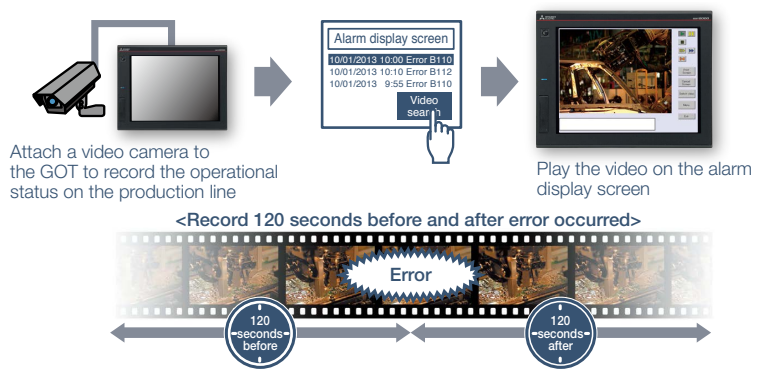 Alarm display screen
10/01/2013 10:00 Error B110
10/01/2013 10:10 Error B112
10/01/2013 9:55 Error B110
Video
search
Attach a video camera to
the GOT to record the operational
status on the production line
Play the video on the alarm
display screen
<Record 120 seconds before and after error occurred>
Error
120
seconds
before
120
seconds
after